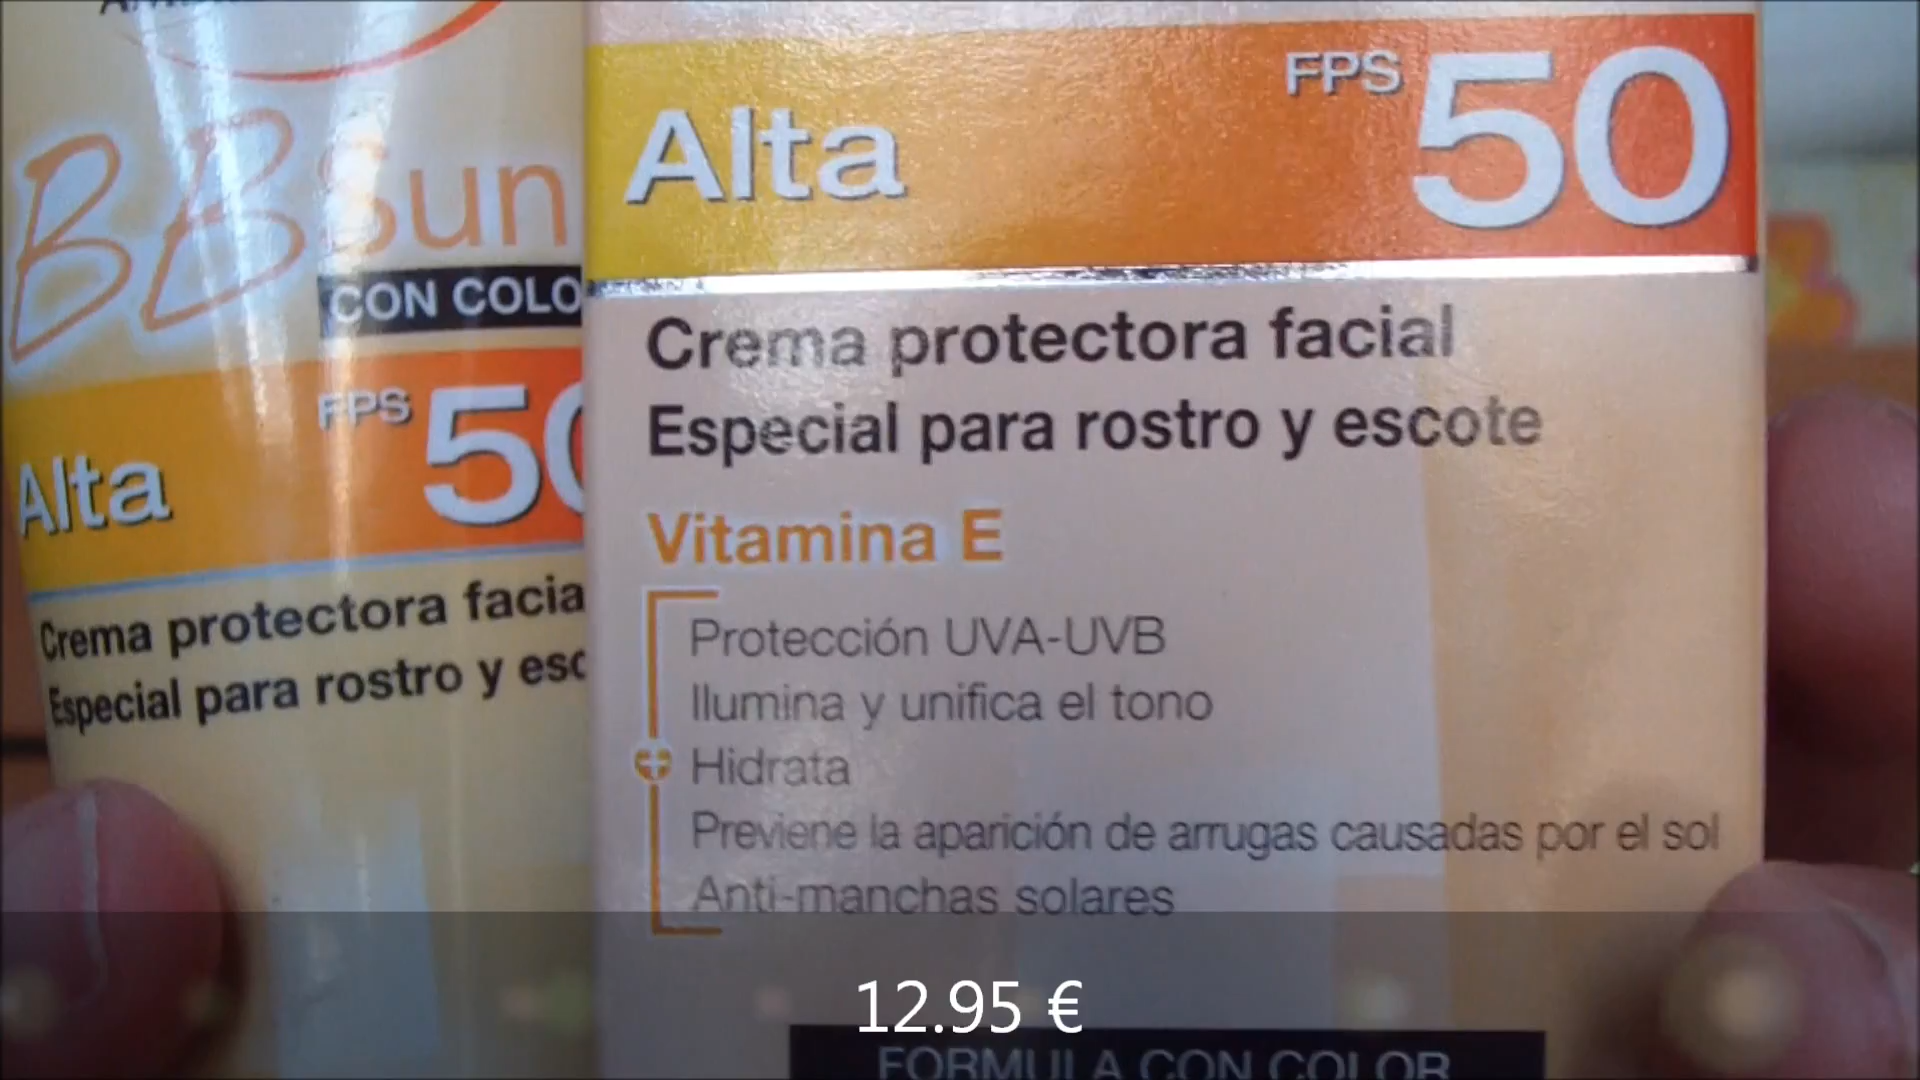 BB Sun
CON COLO
FPS 50
Alta
Crema protectora facia
Especial para rostro y esc
FPS 50
Alta
Crema protectora facial
Especial para rostro y escote
Vitamina E
Protección UVA-UVB
Ilumina y unifica el tono
Hidrata
Previene la aparición de arrugas causadas por el sol
Anti-manchas solares
12.95 €
FORMULA CON COLOR